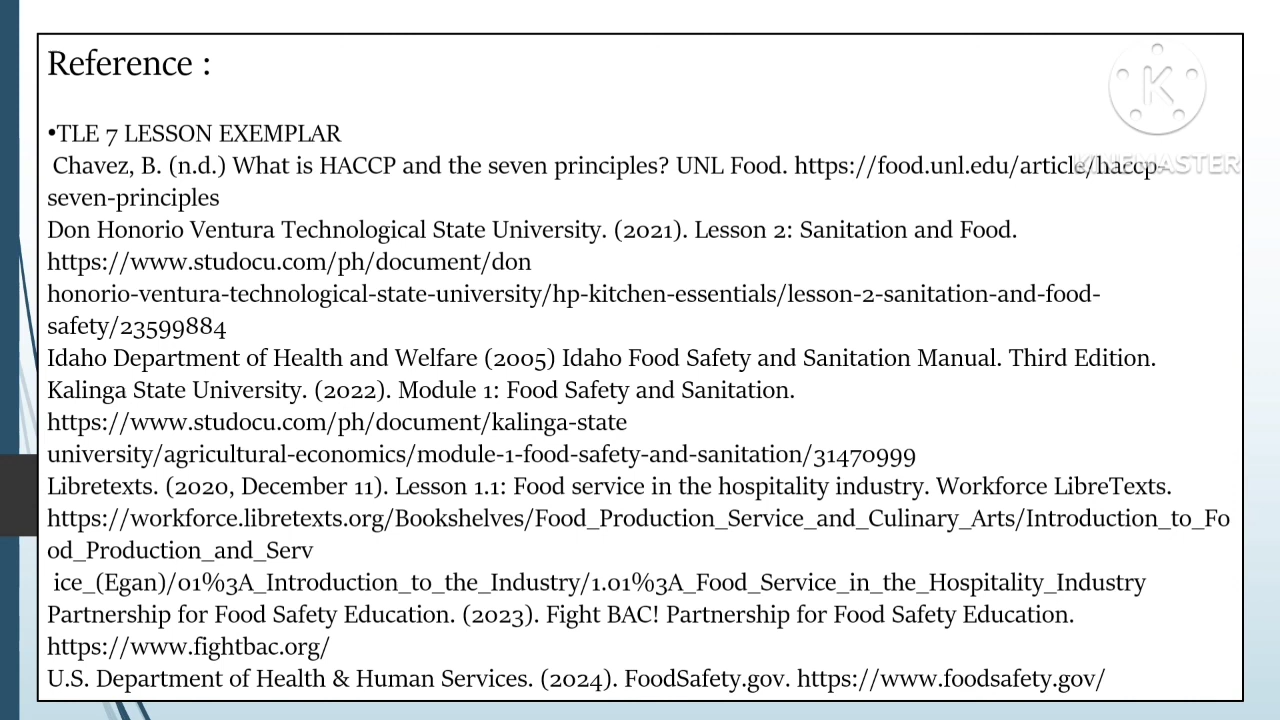 Reference :
•TLE 7 LESSON EXEMPLAR
Chavez, B. (n.d.) What is HACCP and the seven principles? UNL Food. https://food.unl.edu/article/haccp-
seven-principles
Don Honorio Ventura Technological State University. (2021). Lesson 2: Sanitation and Food.
https://www.studocu.com/ph/document/don
honorio-ventura-technological-state-university/hp-kitchen-essentials/lesson-2-sanitation-and-food-
safety/23599884
Idaho Department of Health and Welfare (2005) Idaho Food Safety and Sanitation Manual. Third Edition.
Kalinga State University. (2022). Module 1: Food Safety and Sanitation.
https://www.studocu.com/ph/document/kalinga-state
university/agricultural-economics/module-1-food-safety-and-sanitation/31470999
Libretexts. (2020, December 11). Lesson 1.1: Food service in the hospitality industry. Workforce LibreTexts.
https://workforce.libretexts.org/Bookshelves/Food_Production_Service_and_Culinary_Arts/Introduction_to_Fo
od_Production_and_Serv
ice_(Egan)/01%3A_Introduction_to_the_Industry/1.01%3A_Food_Service_in_the_Hospitality_Industry
Partnership for Food Safety Education. (2023). Fight BAC! Partnership for Food Safety Education.
https://www.fightbac.org/
U.S. Department of Health & Human Services. (2024). FoodSafety.gov. https://www.foodsafety.gov/
K
KINEMASTER